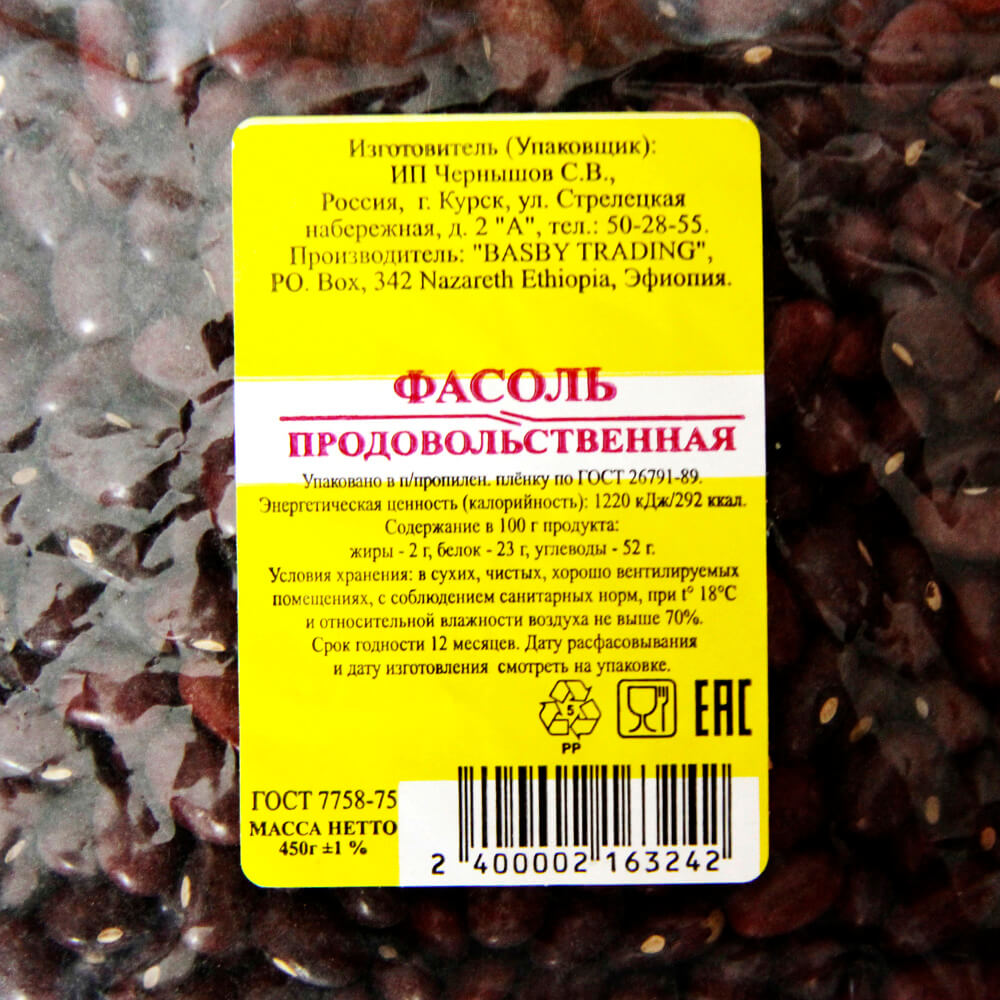 Изготовитель (Упаковщик):
ИП Чернышов С.В.,
Россия, г. Курск, ул. Стрелецкая
набережная, д. 2 "А", тел.: 50-28-55.
Производитель: "BASBY TRADING",
PO. Box, 342 Nazareth Ethiopia, Эфиопия.
ФАСОЛЬ
ПРОДОВОЛЬСТВЕННАЯ
Упаковано в п/пропилен. плёнку по ГОСТ 26791-89.
Энергетическая ценность (калорийность): 1220 кДж/292 ккал.
Содержание в 100 г продукта:
жиры - 2 г, белок - 23 г, углеводы - 52 г.
Условия хранения: в сухих, чистых, хорошо вентилируемых
помещениях, с соблюдением санитарных норм, при t° 18°С
и относительной влажности воздуха не выше 70%.
Срок годности 12 месяцев. Дату расфасовывания
и дату изготовления смотреть на упаковке.
5
PP
EAC
ГОСТ 7758-75
МАССА НЕТТО
450г ±1 %
2 400002 163242